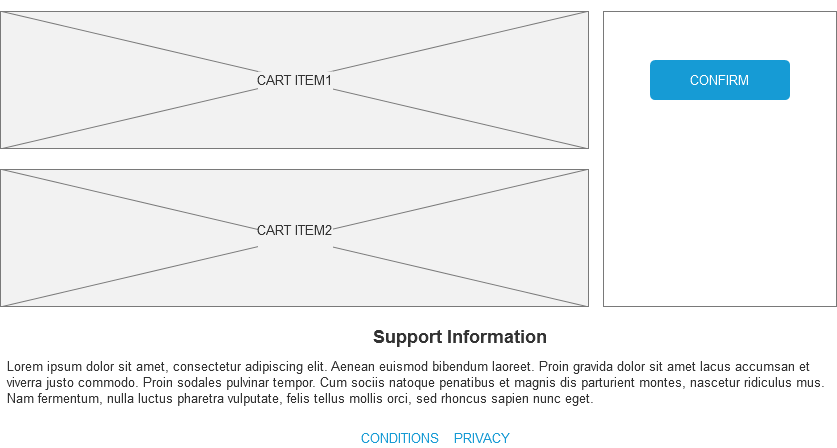 CART ITEM1
CONFIRM
CART ITEM2
Support Information
Lorem ipsum dolor sit amet, consectetur adipiscing elit. Aenean euismod bibendum laoreet. Proin gravida dolor sit amet lacus accumsan et
viverra justo commodo. Proin sodales pulvinar tempor. Cum sociis natoque penatibus et magnis dis parturient montes, nascetur ridiculus mus.
Nam fermentum, nulla luctus pharetra vulputate, felis tellus mollis orci, sed rhoncus sapien nunc eget.
CONDITIONS PRIVACY